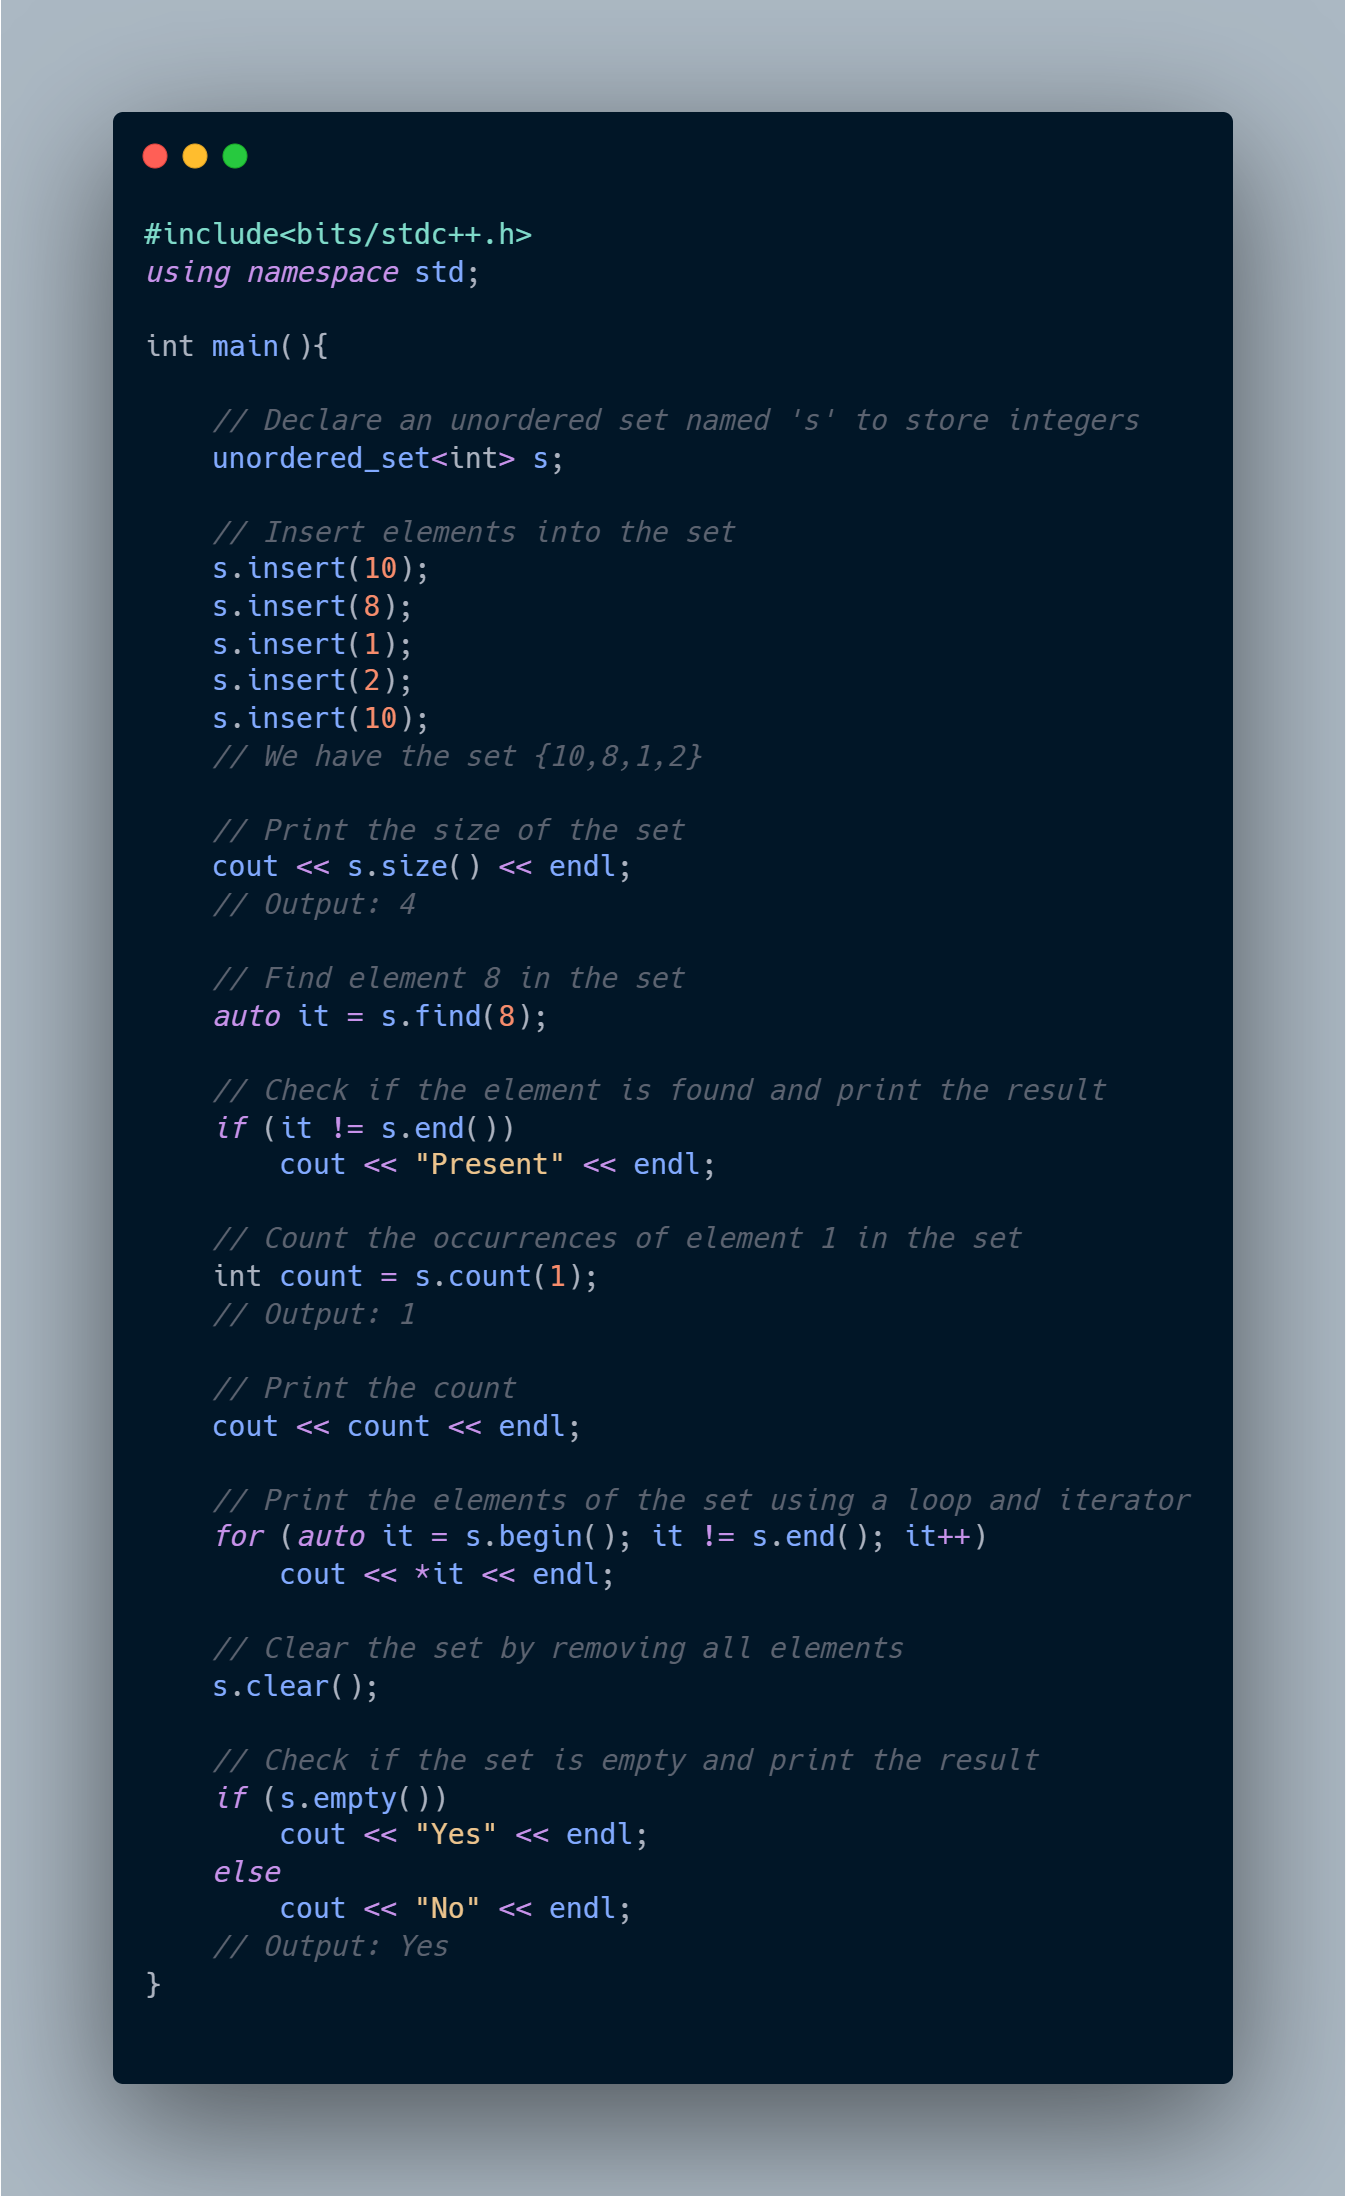 #include<bits/stdc++.h>
using namespace std;

int main(){

    // Declare an unordered set named 's' to store integers
    unordered_set<int> s;

    // Insert elements into the set
    s.insert(10);
    s.insert(8);
    s.insert(1);
    s.insert(2);
    s.insert(10);
    // We have the set {10,8,1,2}

    // Print the size of the set
    cout << s.size() << endl;
    // Output: 4

    // Find element 8 in the set
    auto it = s.find(8);

    // Check if the element is found and print the result
    if (it != s.end())
        cout << "Present" << endl;

    // Count the occurrences of element 1 in the set
    int count = s.count(1);
    // Output: 1

    // Print the count
    cout << count << endl;

    // Print the elements of the set using a loop and iterator
    for (auto it = s.begin(); it != s.end(); it++)
        cout << *it << endl;

    // Clear the set by removing all elements
    s.clear();

    // Check if the set is empty and print the result
    if (s.empty())
        cout << "Yes" << endl;
    else
        cout << "No" << endl;
    // Output: Yes
}